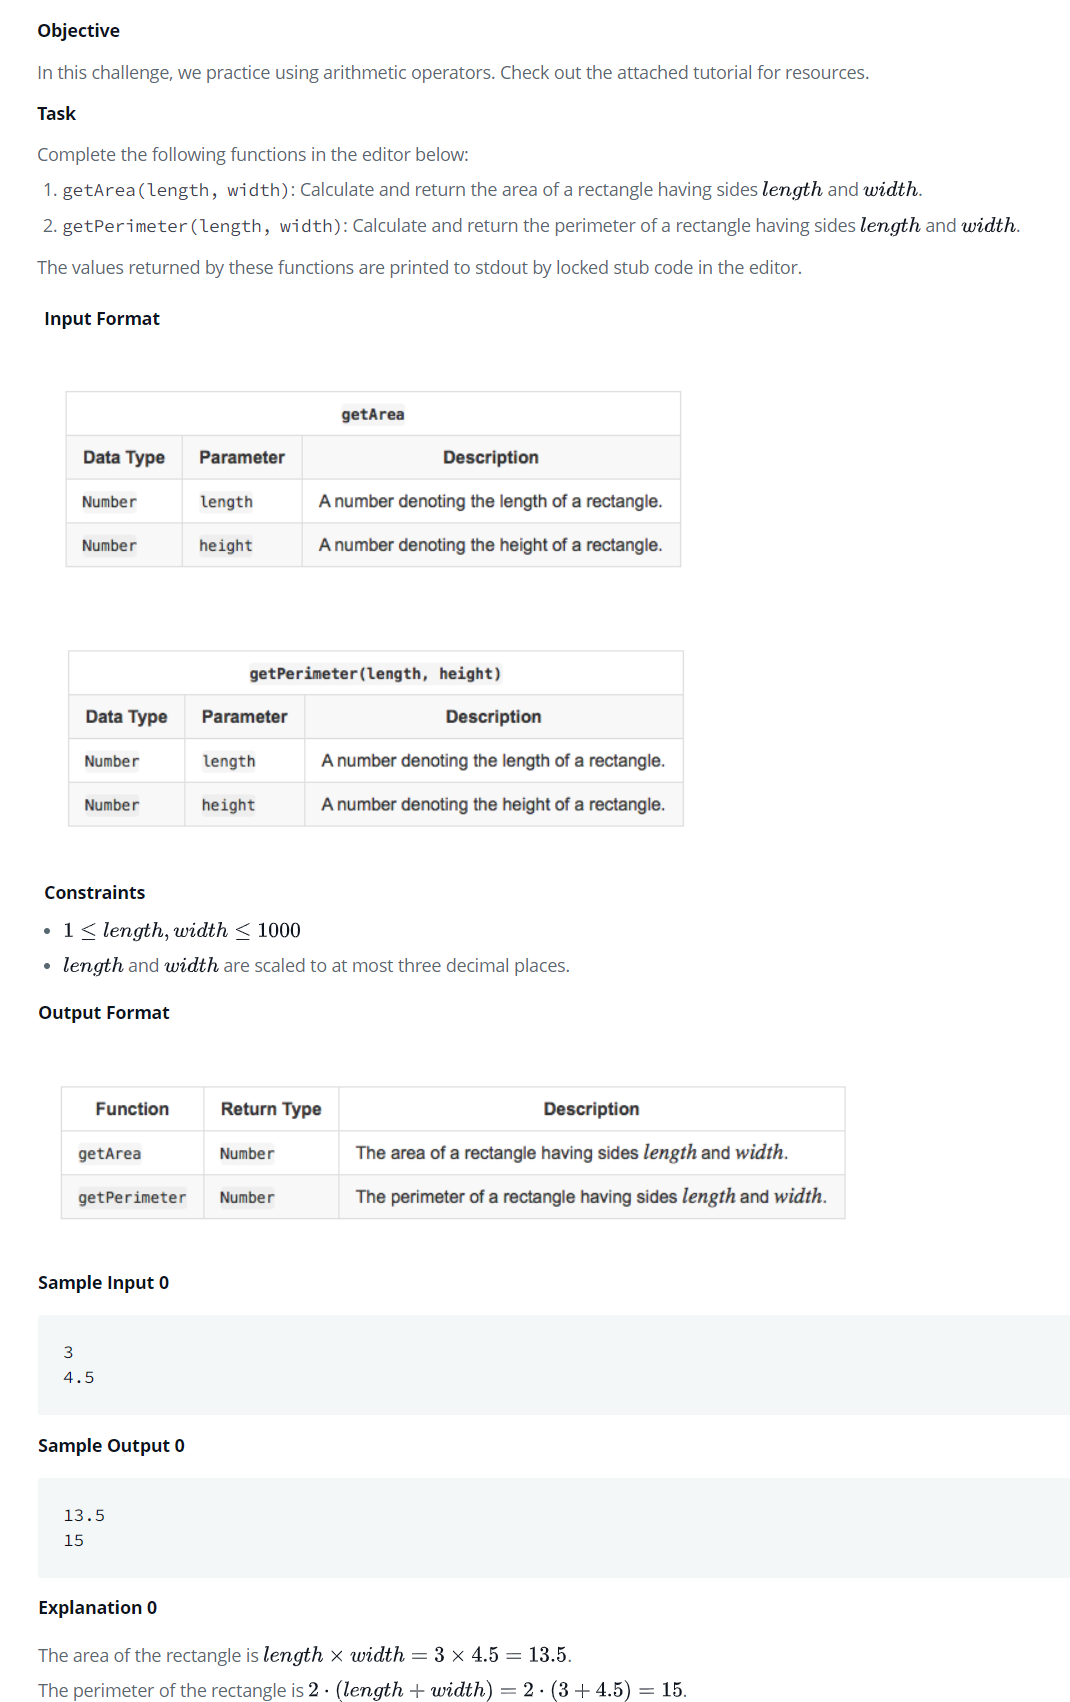 Objective
In this challenge, we practice using arithmetic operators. Check out the attached tutorial for resources.
Task
Complete the following functions in the editor below:
1. getArea(length, width): Calculate and return the area of a rectangle having sides length and width.
2. getPerimeter(length, width): Calculate and return the perimeter of a rectangle having sides length and width.
The values returned by these functions are printed to stdout by locked stub code in the editor.
Input Format
getArea
Data Type Parameter Description
Number length A number denoting the length of a rectangle.
Number height A number denoting the height of a rectangle.
getPerimeter(length, height)
Data Type Parameter Description
Number length A number denoting the length of a rectangle.
Number height A number denoting the height of a rectangle.
Constraints
• 1 ≤ length, width ≤ 1000
• length and width are scaled to at most three decimal places.
Output Format
Function Return Type Description
getArea Number The area of a rectangle having sides length and width.
getPerimeter Number The perimeter of a rectangle having sides length and width.
Sample Input 0
3
4.5
Sample Output 0
13.5
15
Explanation 0
The area of the rectangle is length × width = 3 × 4.5 = 13.5.
The perimeter of the rectangle is 2 · (length + width) = 2 · (3 + 4.5) = 15.